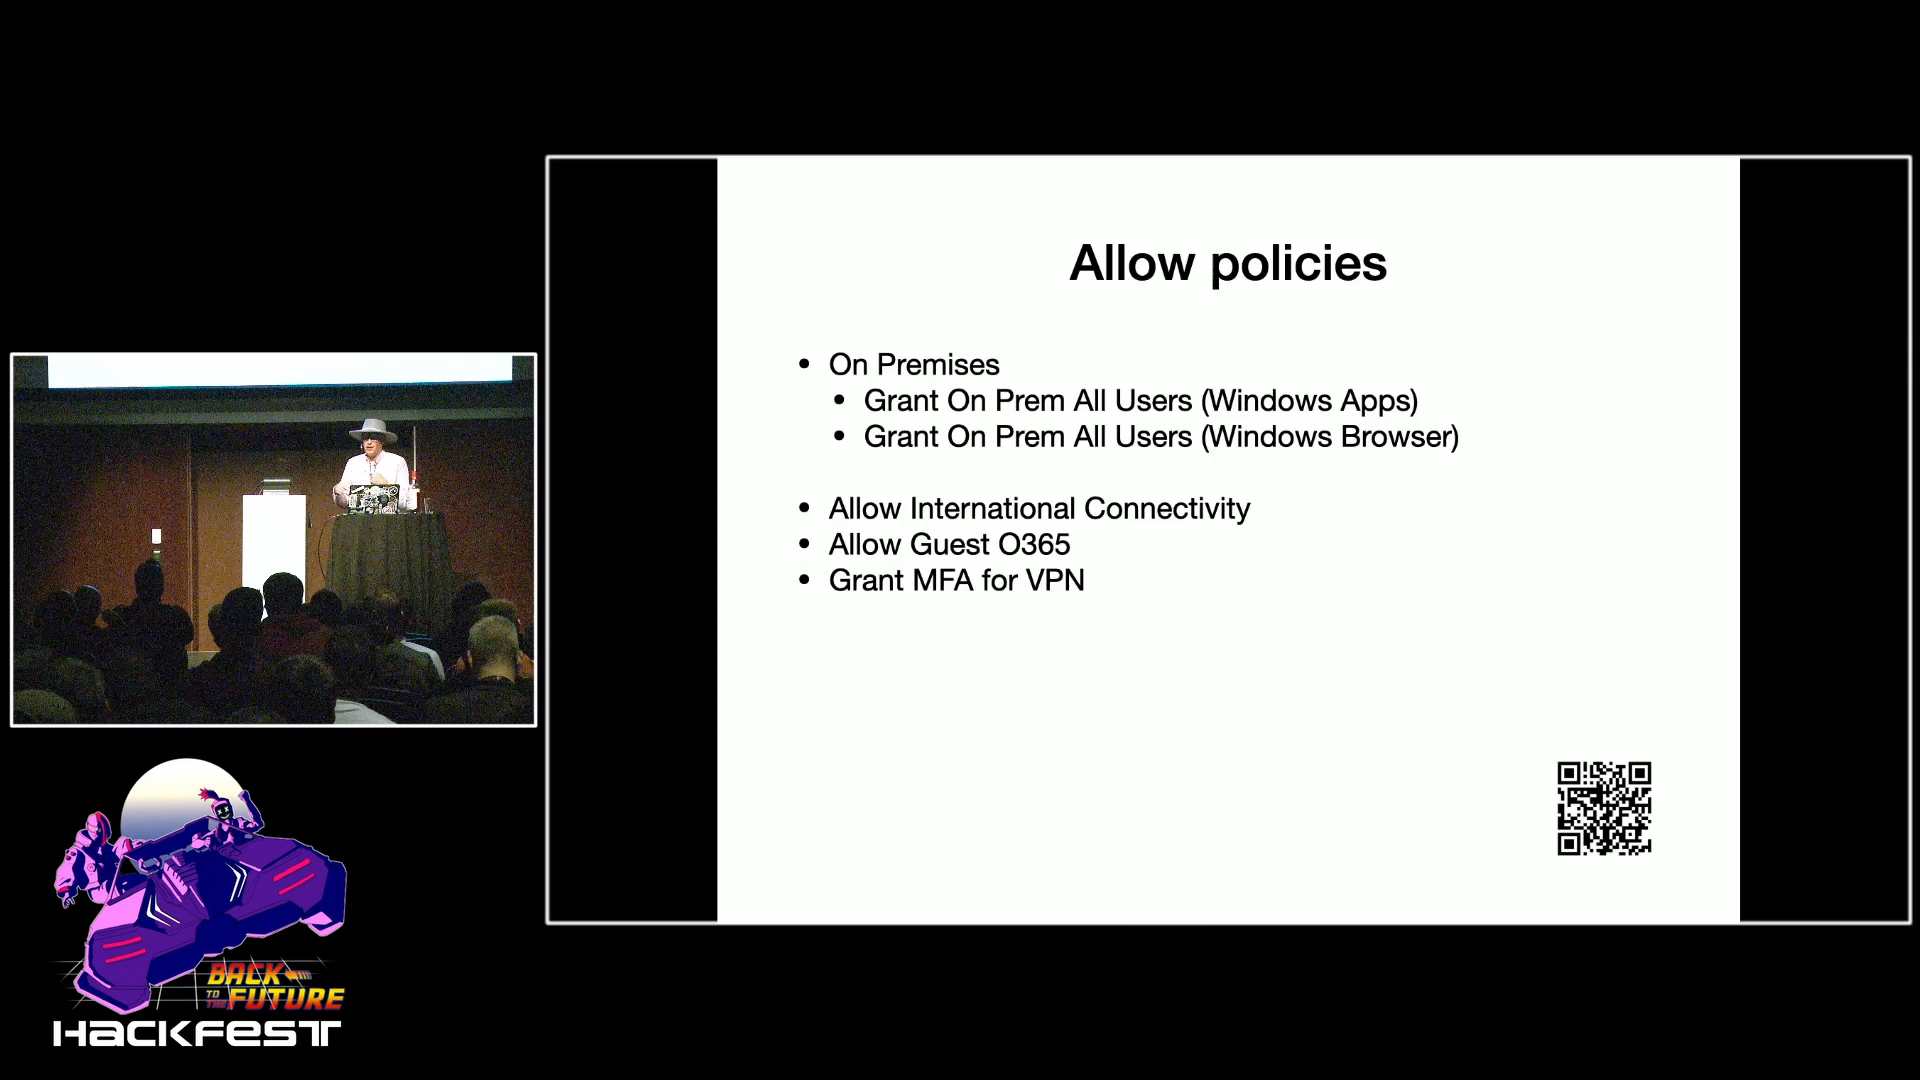 Allow policies
• On Premises
• Grant On Prem All Users (Windows Apps)
• Grant On Prem All Users (Windows Browser)
• Allow International Connectivity
• Allow Guest O365
• Grant MFA for VPN
BACK
TO THE FUTURE
HACKFEST